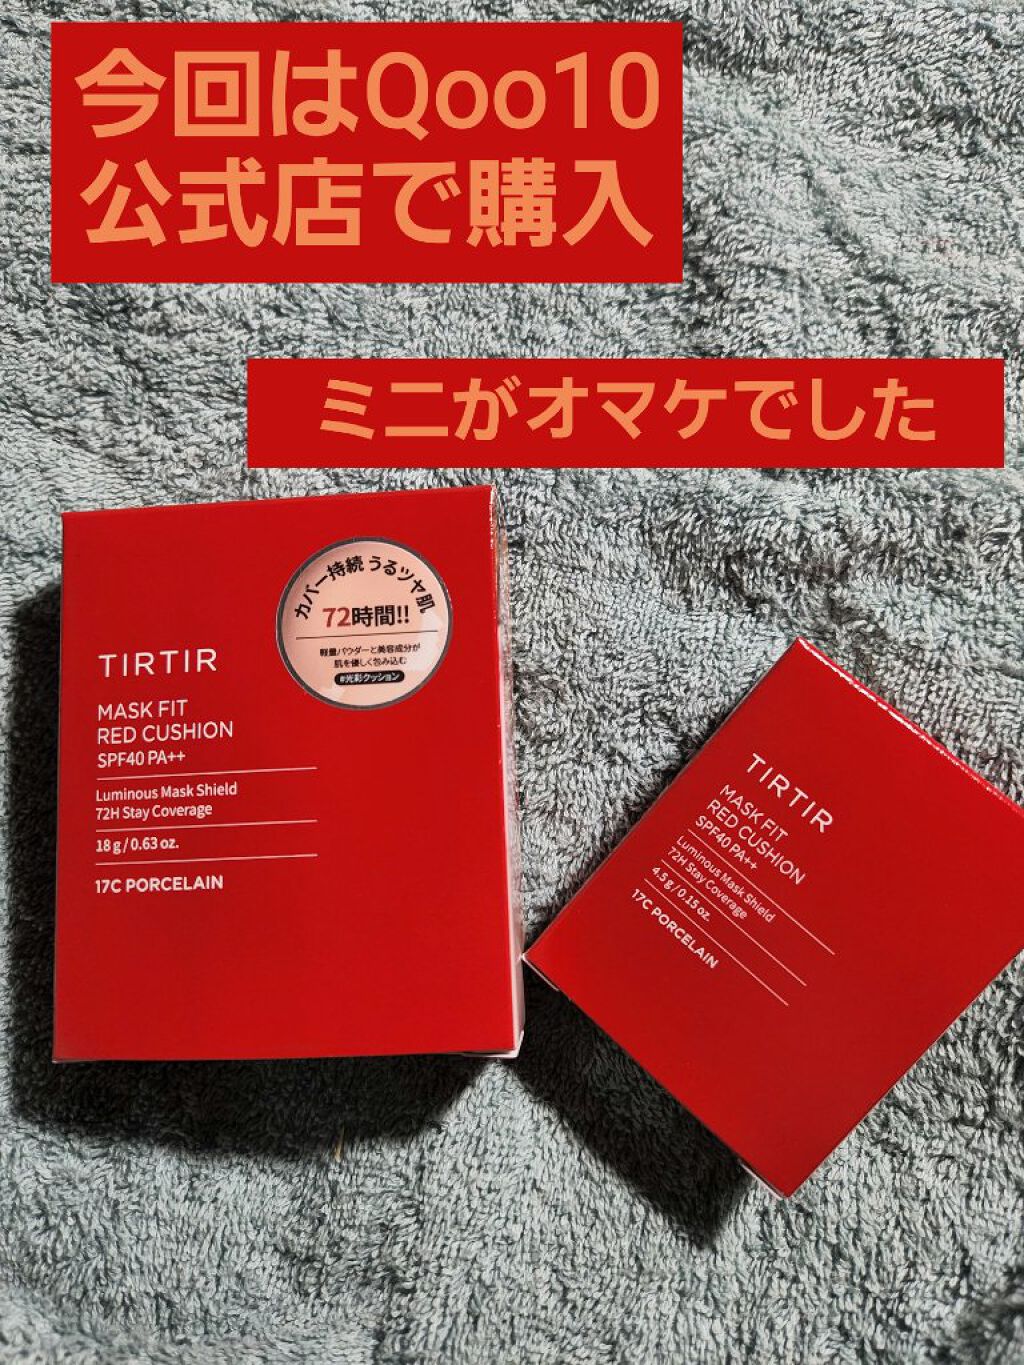 今回はQoo10
公式店で購入
ミニがオマケでした
カバー持続 うるツヤ肌
72時間!!
軽量パウダーと美容成分が
肌を優しく包み込む
#光彩クッション
TIRTIR
MASK FIT
RED CUSHION
SPF40 PA++
Luminous Mask Shield
72H Stay Coverage
18 g / 0.63 oz.
17C PORCELAIN
TIRTIR
MASK FIT
RED CUSHION
SPF40 PA++
Luminous Mask Shield
72H Stay Coverage
4.5 g / 0.15 oz.
17C PORCELAIN